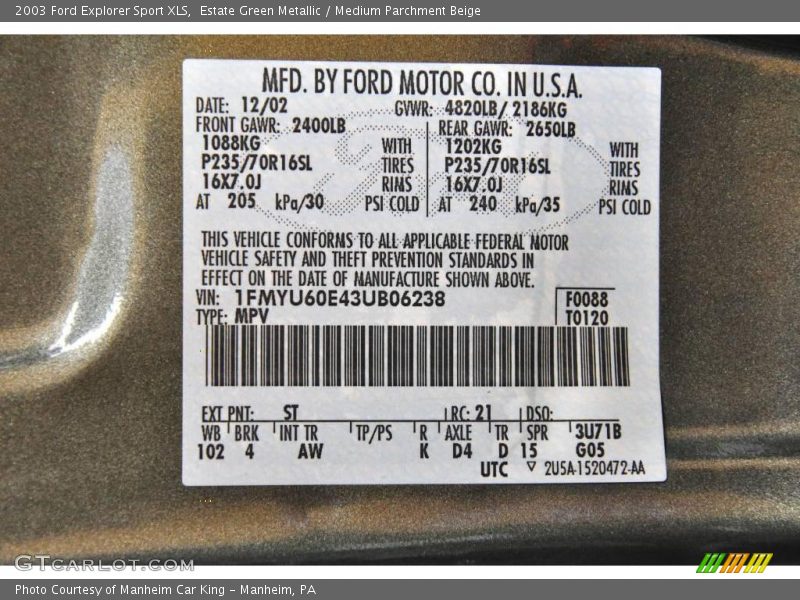 2003 Ford Explorer Sport XLS, Estate Green Metallic / Medium Parchment Beige
MFD. BY FORD MOTOR CO. IN U.S.A.
DATE: 12/02 GVWR: 4820LB/ 2186KG
FRONT GAWR: 2400LB REAR GAWR: 2650LB
1088KG WITH 1202KG WITH
P235/70R16SL TIRES P235/70R16SL TIRES
16X7.0J RIMS 16X7.0J RIMS
AT 205 kPa/30 PSI COLD AT 240 kPa/35 PSI COLD
THIS VEHICLE CONFORMS TO ALL APPLICABLE FEDERAL MOTOR
VEHICLE SAFETY AND THEFT PREVENTION STANDARDS IN
EFFECT ON THE DATE OF MANUFACTURE SHOWN ABOVE.
VIN: 1FMYU60E43UB06238 F0088
TYPE: MPV T0120
EXT PNT: ST RC: 21 DSO:
WB BRK INT TR TP/PS R AXLE TR SPR 3U71B
102 4 AW K D4 D 15 G05
UTC ▽ 2U5A-1520472-AA
GTCARLOT.COM
Photo Courtesy of Manheim Car King - Manheim, PA